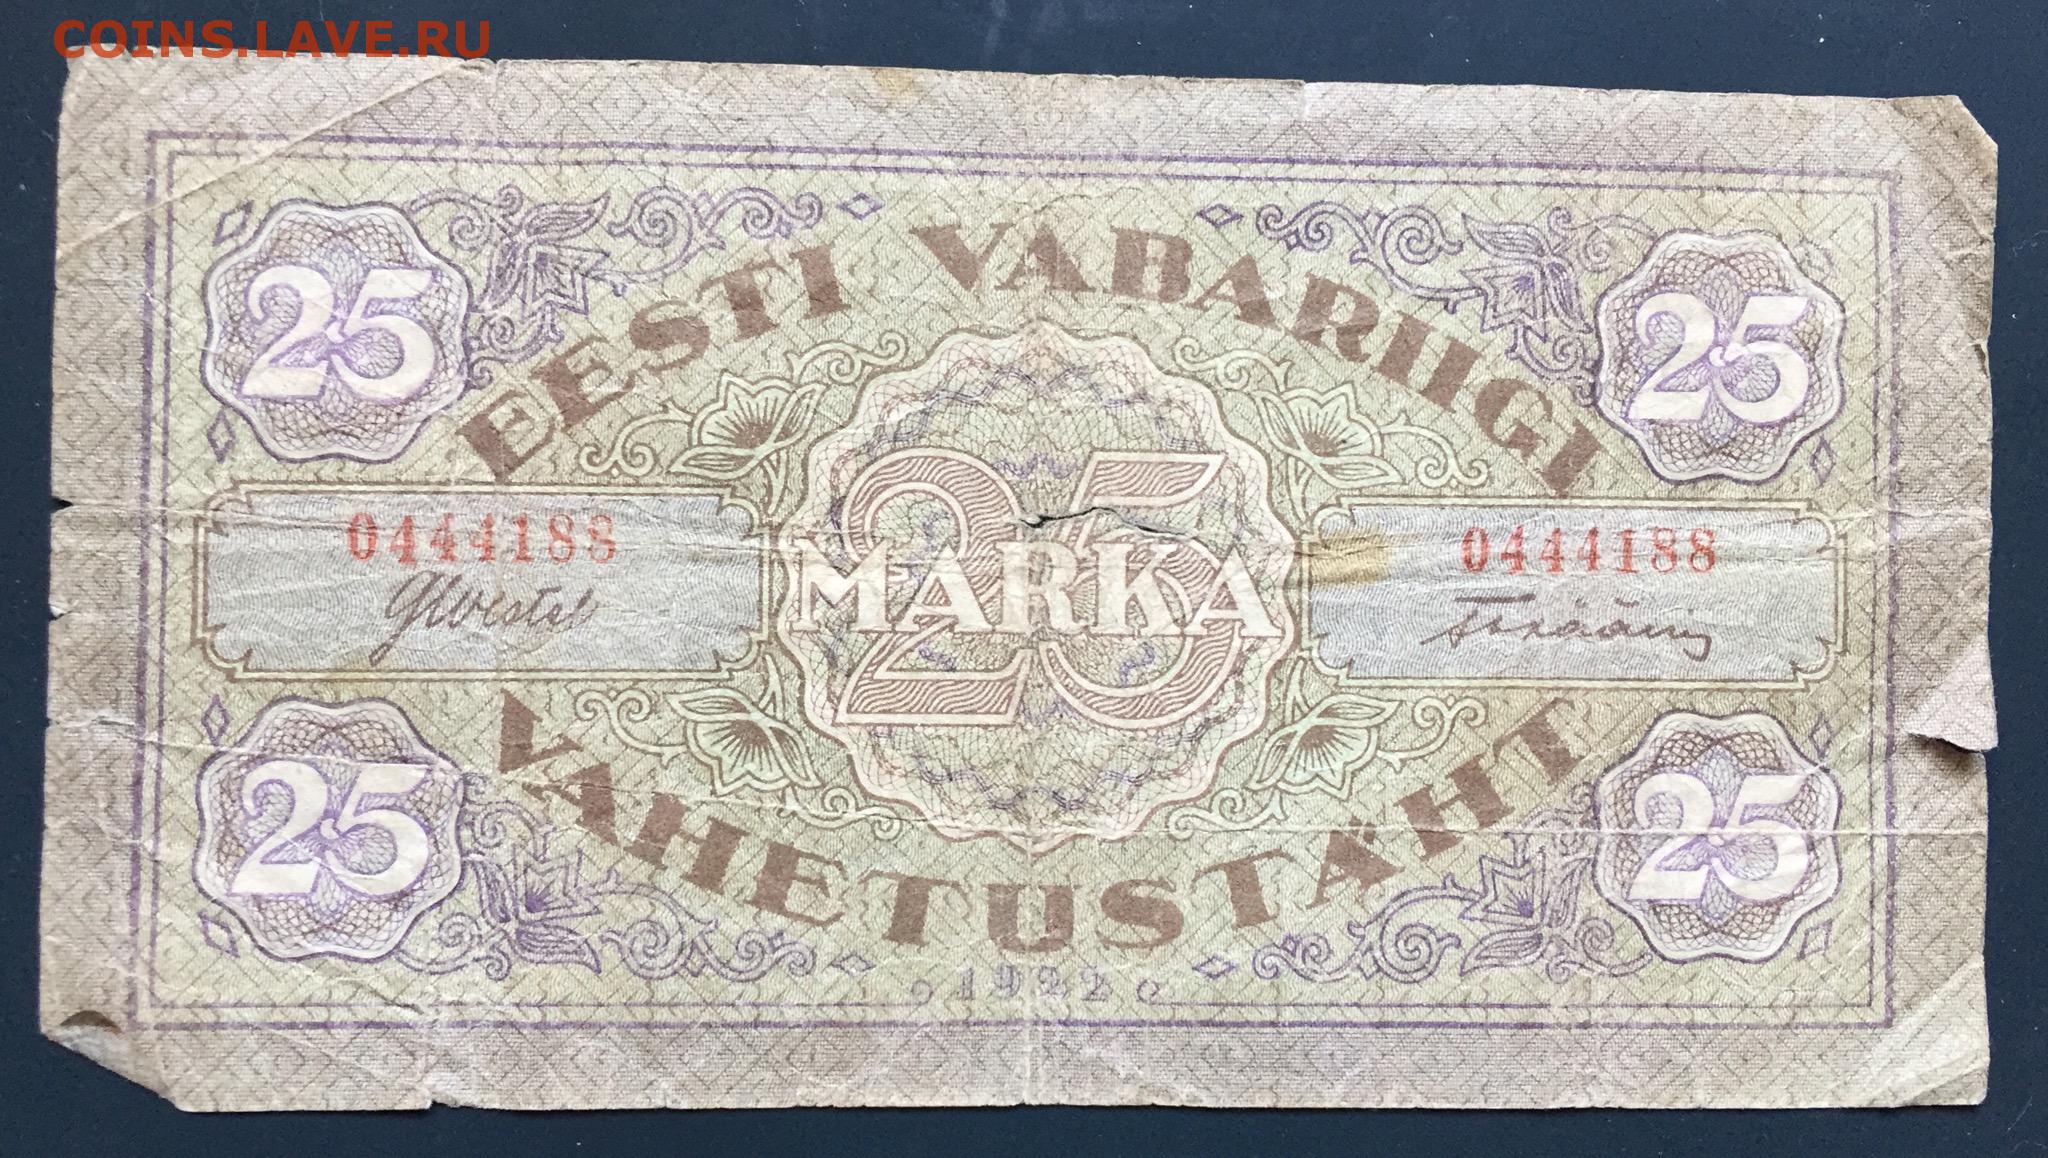 COINS.LAVE.RU
25 25
EESTI VABARIIGI
0444188 0444188
25
MARKA
VAHETUSTÄHT
25 25
1922